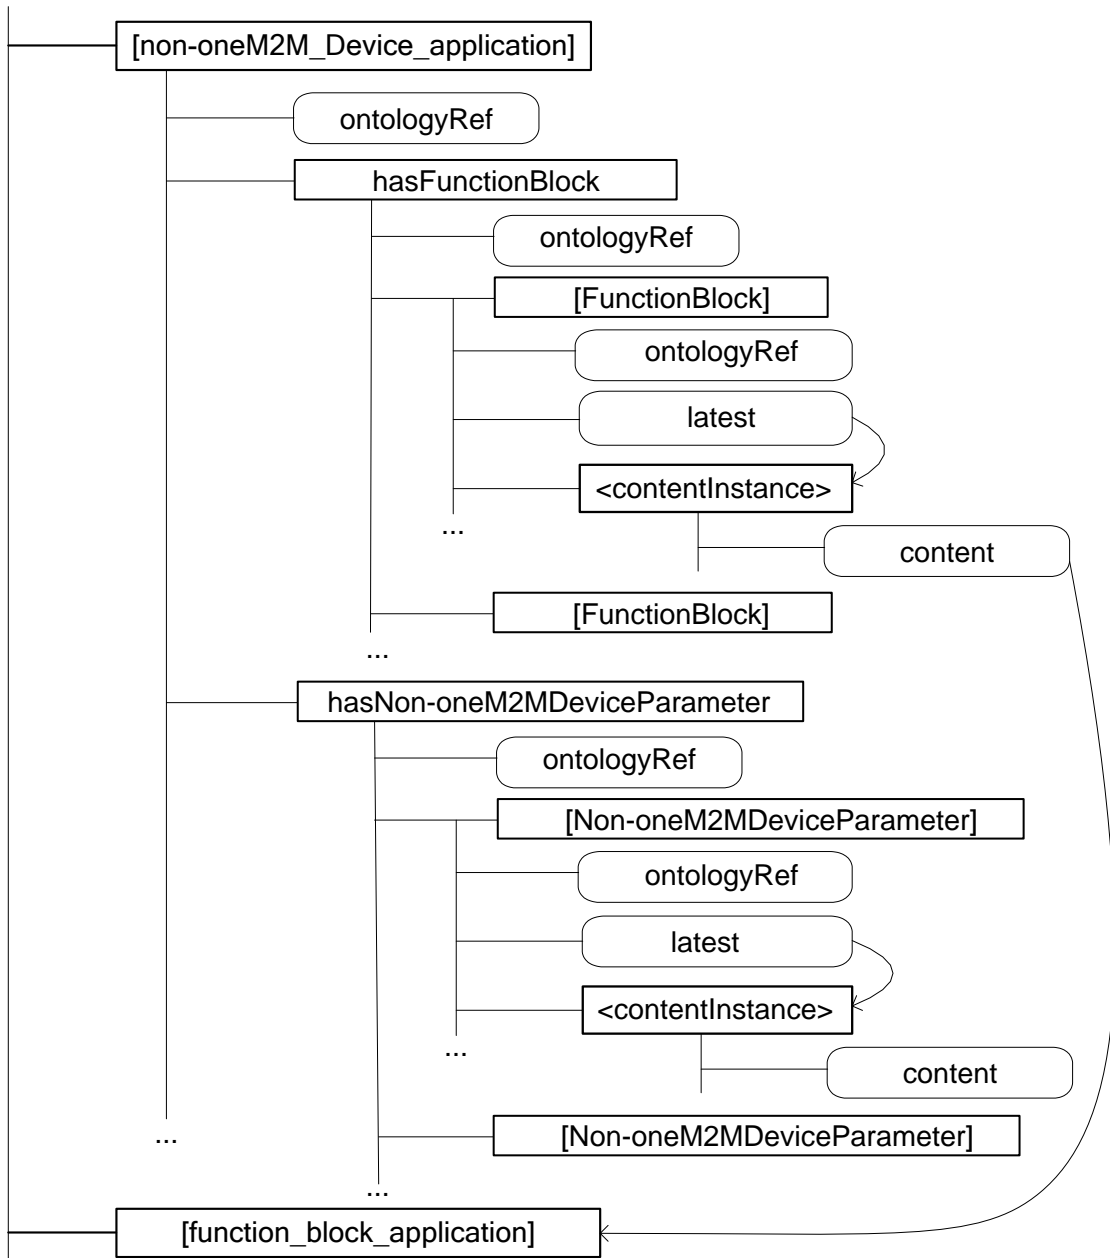 [non-oneM2M_Device_application]
ontologyRef
hasFunctionBlock
ontologyRef
[FunctionBlock]
ontologyRef
latest
<contentInstance>
...
content
[FunctionBlock]
...
hasNon-oneM2MDeviceParameter
ontologyRef
[Non-oneM2MDeviceParameter]
ontologyRef
latest
<contentInstance>
...
content
...
[Non-oneM2MDeviceParameter]
...
[function_block_application]